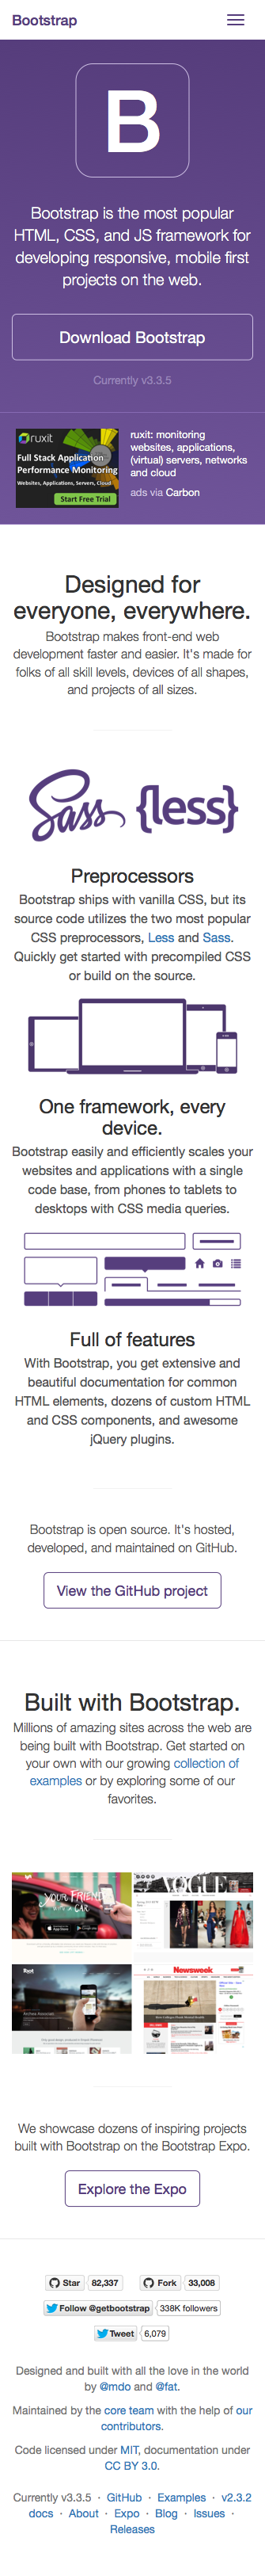 Bootstrap
B
Bootstrap is the most popular
HTML, CSS, and JS framework for
developing responsive, mobile first
projects on the web.
Download Bootstrap
Currently v3.3.5
ruxit
Full Stack Application
Performance Monitoring
Websites, Applications, Servers, Cloud
Start Free Trial
ruxit: monitoring
websites, applications,
(virtual) servers, networks
and cloud
ads via Carbon
Designed for
everyone, everywhere.
Bootstrap makes front-end web
development faster and easier. It's made for
folks of all skill levels, devices of all shapes,
and projects of all sizes.
Sass {less}
Preprocessors
Bootstrap ships with vanilla CSS, but its
source code utilizes the two most popular
CSS preprocessors, Less and Sass.
Quickly get started with precompiled CSS
or build on the source.
One framework, every
device.
Bootstrap easily and efficiently scales your
websites and applications with a single
code base, from phones to tablets to
desktops with CSS media queries.
Full of features
With Bootstrap, you get extensive and
beautiful documentation for common
HTML elements, dozens of custom HTML
and CSS components, and awesome
jQuery plugins.
Bootstrap is open source. It's hosted,
developed, and maintained on GitHub.
View the GitHub project
Built with Bootstrap.
Millions of amazing sites across the web are
being built with Bootstrap. Get started on
your own with our growing collection of
examples or by exploring some of our
favorites.
YOUR FRIEND
CAR
VOGUE
Root
Newsweek
We showcase dozens of inspiring projects
built with Bootstrap on the Bootstrap Expo.
Explore the Expo
Star 82,337 Fork 33,008
Follow @getbootstrap 338K followers
Tweet 6,079
Designed and built with all the love in the world
by @mdo and @fat.
Maintained by the core team with the help of our
contributors.
Code licensed under MIT, documentation under
CC BY 3.0.
Currently v3.3.5 · GitHub · Examples · v2.3.2
docs · About · Expo · Blog · Issues ·
Releases